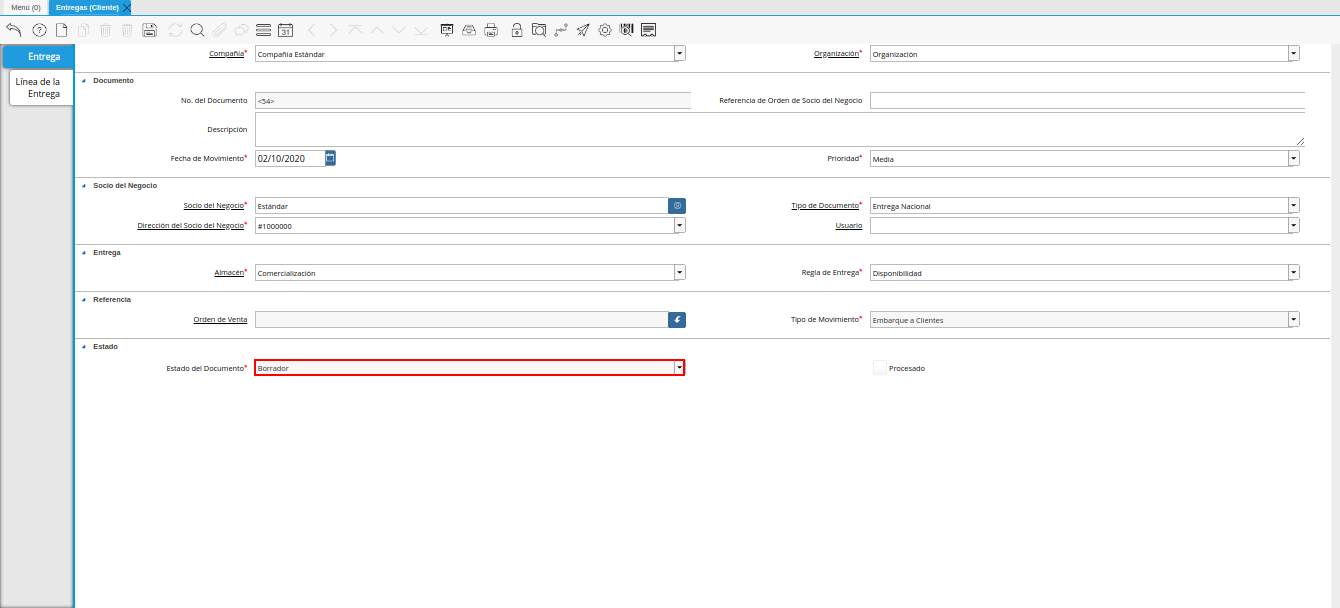 Menú (0)
Entregas (Cliente)
31
Entrega
Línea de la
Entrega
Compañía* Compañía Estándar
Organización* Organización
Documento
No. del Documento <54>
Referencia de Orden de Socio del Negocio
Descripción
Fecha de Movimiento* 02/10/2020
Prioridad* Media
Socio del Negocio
Socio del Negocio* Estándar
Tipo de Documento* Entrega Nacional
Dirección del Socio del Negocio* #1000000
Usuario
Entrega
Almacén* Comercialización
Regla de Entrega* Disponibilidad
Referencia
Orden de Venta
Tipo de Movimiento* Embarque a Clientes
Estado
Estado del Documento* Borrador
Procesado